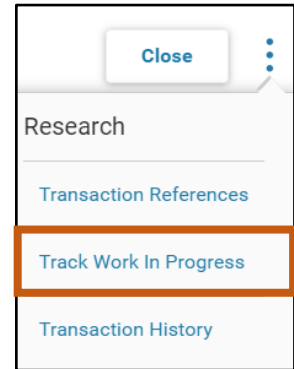 Close
Research
Transaction References
Track Work In Progress
Transaction History